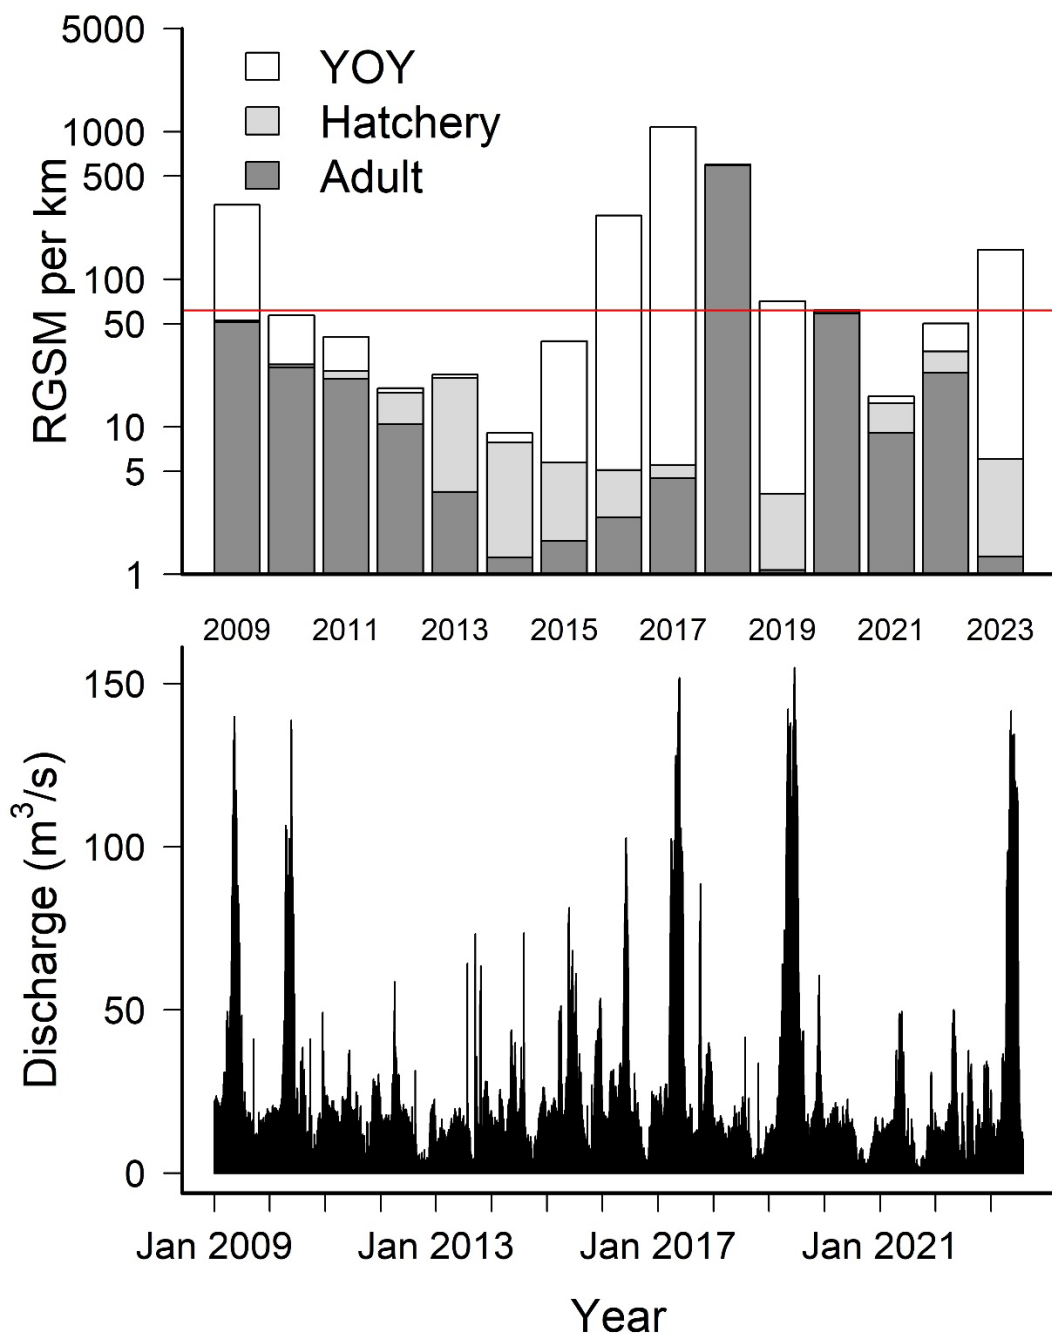 5000
1000
500
100
50
10
5
1
RGSM per km
YOY
Hatchery
Adult
2009 2011 2013 2015 2017 2019 2021 2023
150
100
50
0
Discharge (m³/s)
Jan 2009 Jan 2013 Jan 2017 Jan 2021
Year